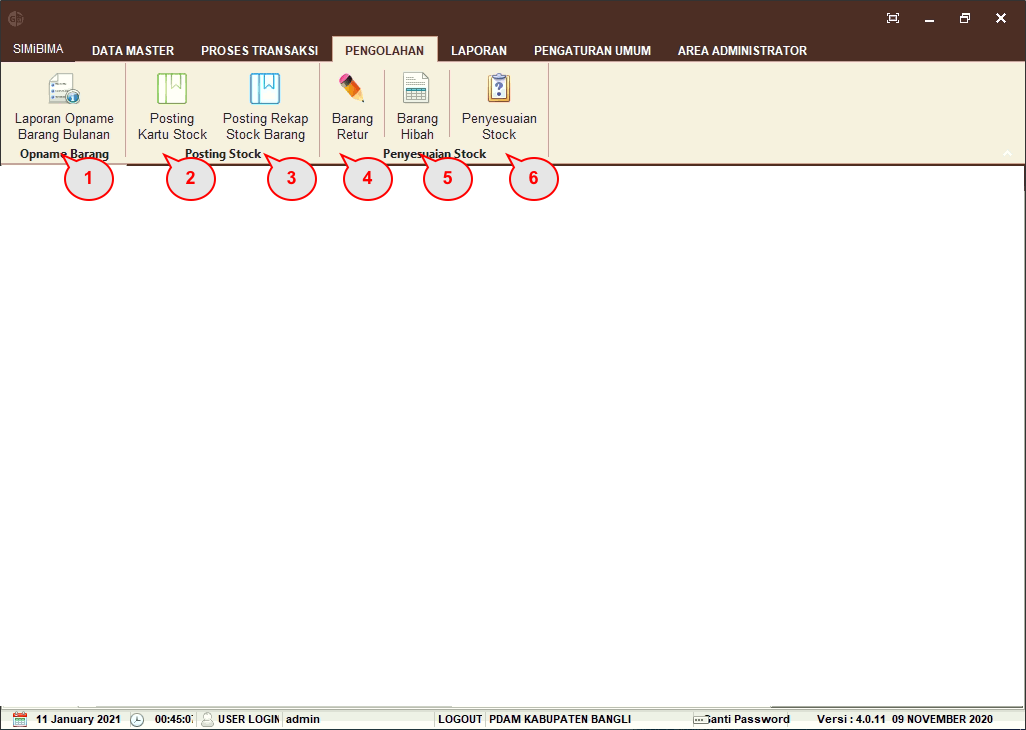 SIMiBIMA DATA MASTER PROSES TRANSAKSI PENGOLAHAN LAPORAN PENGATURAN UMUM AREA ADMINISTRATOR
Laporan Opname
Barang Bulanan
Posting
Kartu Stock
Posting Rekap
Stock Barang
Barang
Retur
Barang
Hibah
Penyesuaian
Stock
Opname Barang Posting Stock Penyesuaian Stock
1 2 3 4 5 6
11 January 2021 00:45:0 USER LOGIN admin LOGOUT PDAM KABUPATEN BANGLI Ganti Password Versi : 4.0.11 09 NOVEMBER 2020